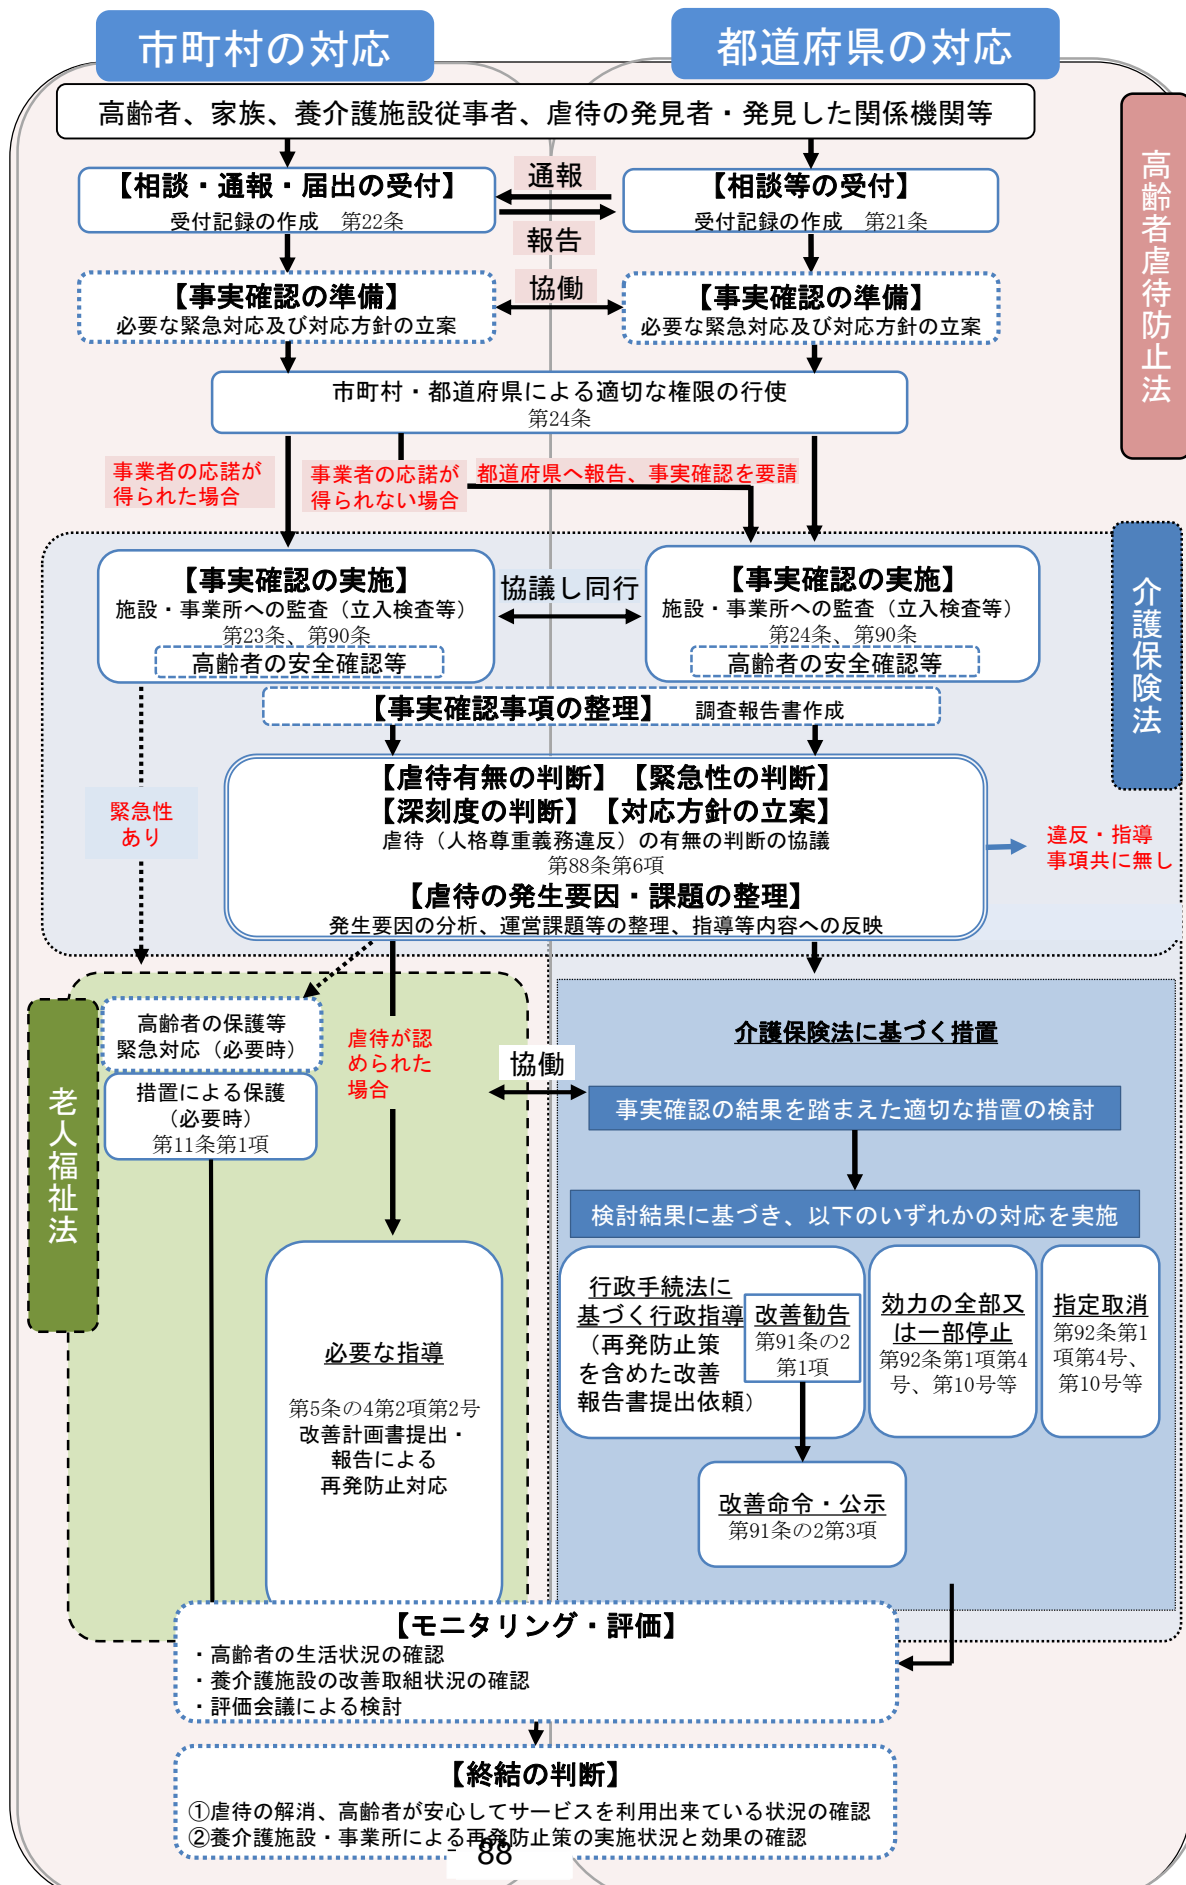 市町村の対応
都道府県の対応
高齢者、家族、養介護施設従事者、虐待の発見者・発見した関係機関等
高齢者虐待防止法
【相談・通報・届出の受付】
受付記録の作成　第22条
通報
報告
【相談等の受付】
受付記録の作成　第21条
【事実確認の準備】
必要な緊急対応及び対応方針の立案
協働
【事実確認の準備】
必要な緊急対応及び対応方針の立案
市町村・都道府県による適切な権限の行使
第24条
事業者の応諾が
得られた場合
事業者の応諾が
得られない場合
都道府県へ報告、事実確認を要請
介護保険法
【事実確認の実施】
施設・事業所への監査（立入検査等）
第23条、第90条
高齢者の安全確認等
協議し同行
【事実確認の実施】
施設・事業所への監査（立入検査等）
第24条、第90条
高齢者の安全確認等
【事実確認事項の整理】　調査報告書作成
緊急性
あり
【虐待有無の判断】【緊急性の判断】
【深刻度の判断】【対応方針の立案】
虐待（人格尊重義務違反）の有無の判断の協議
第88条第6項
【虐待の発生要因・課題の整理】
発生要因の分析、運営課題等の整理、指導等内容への反映
違反・指導
事項共に無し
老人福祉法
高齢者の保護等
緊急対応（必要時）
措置による保護
（必要時）
第11条第1項
虐待が認
められた
場合
協働
必要な指導
第5条の4第2項第2号
改善計画書提出・
報告による
再発防止対応
介護保険法に基づく措置
事実確認の結果を踏まえた適切な措置の検討
検討結果に基づき、以下のいずれかの対応を実施
行政手続法に
基づく行政指導
（再発防止策
を含めた改善
報告書提出依頼）
改善勧告
第91条の2
第1項
効力の全部又
は一部停止
第92条第1項第4
号、第10号等
指定取消
第92条第1
項第4号、
第10号等
改善命令・公示
第91条の2第3項
【モニタリング・評価】
・高齢者の生活状況の確認
・養介護施設の改善取組状況の確認
・評価会議による検討
【終結の判断】
①虐待の解消、高齢者が安心してサービスを利用出来ている状況の確認
②養介護施設・事業所による再発防止策の実施状況と効果の確認
- 88